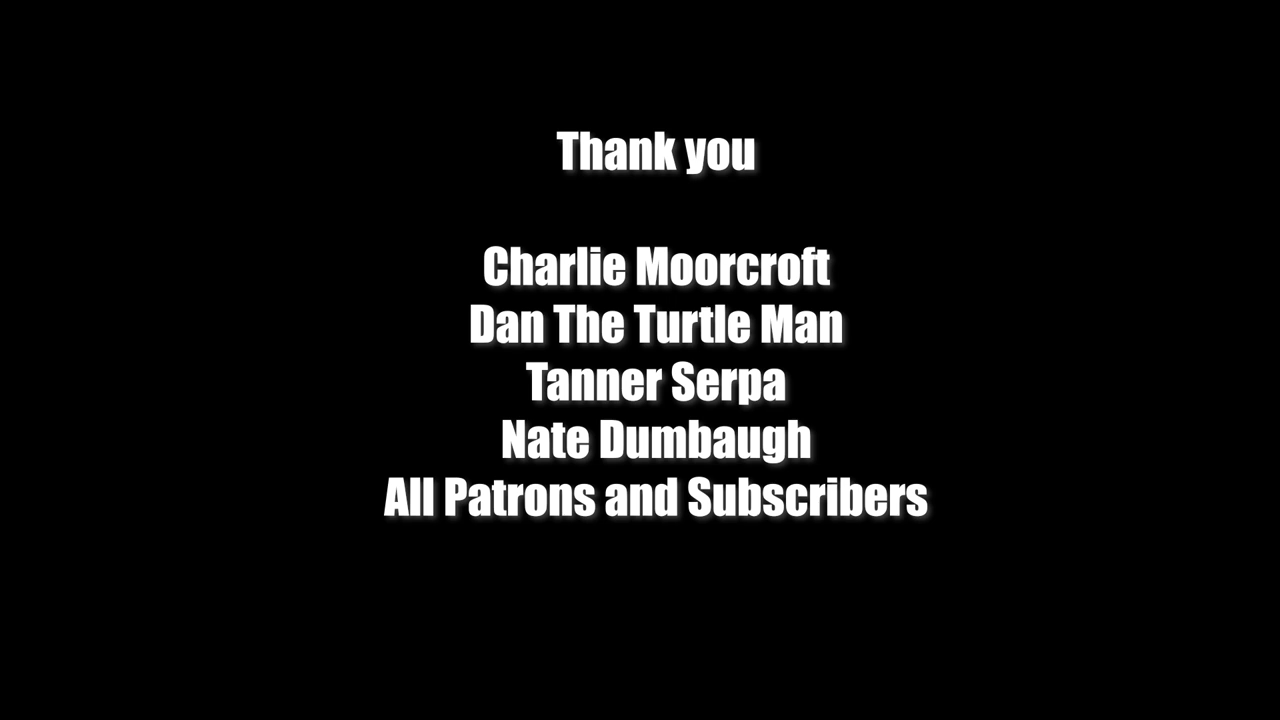 Thank you
Charlie Moorcroft
Dan The Turtle Man
Tanner Serpa
Nate Dumbaugh
All Patrons and Subscribers